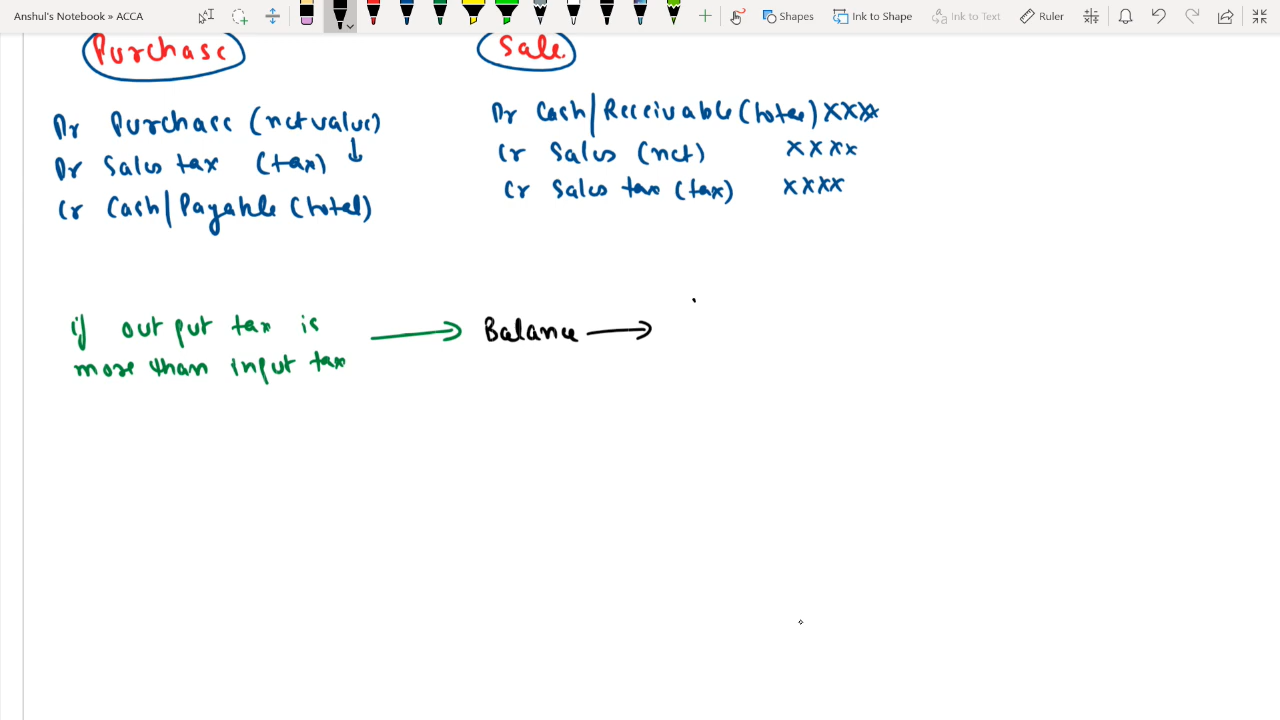 Anshul's Notebook » ACCA
Shapes
Ink to Shape
Ink to Text
Ruler
Purchase
Sale
Dr Purchase (net value)
Dr Sales tax (tax)
Cr Cash/Payable (total)
Dr Cash/Receivable (total) XXXX
Cr Sales (net) XXXX
Cr Sales tax (tax) XXXX
if output tax is
more than input tax
Balance